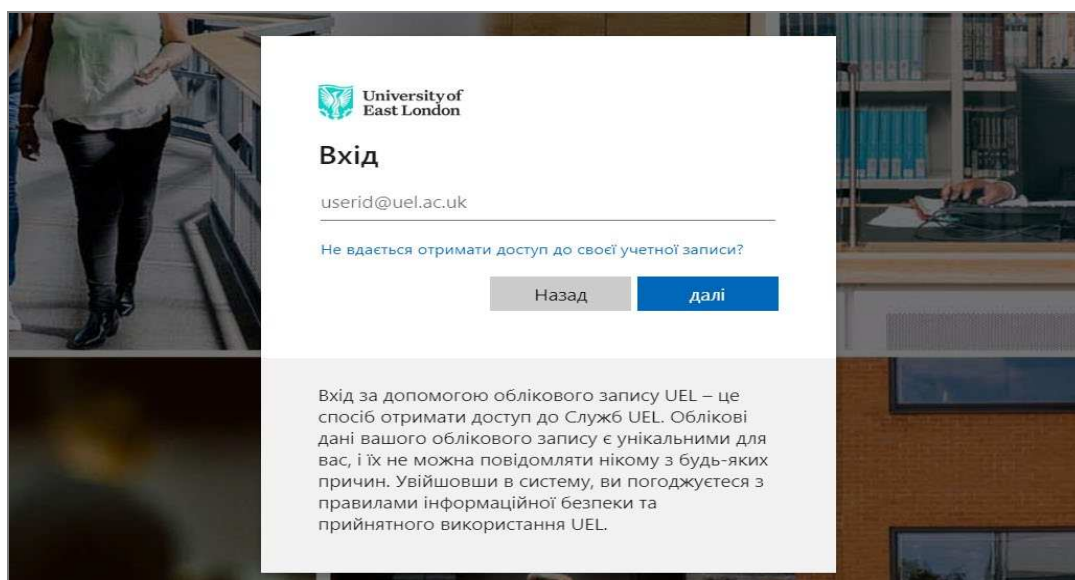 University of
East London
Вхід
userid@uel.ac.uk
Не вдається отримати доступ до своєї учетної записи?
Назад
далі
Вхід за допомогою облікового запису UEL – це
спосіб отримати доступ до Служб UEL. Облікові
дані вашого облікового запису є унікальними для
вас, і їх не можна повідомляти нікому з будь-яких
причин. Увійшовши в систему, ви погоджуєтеся з
правилами інформаційної безпеки та
прийнятного використання UEL.